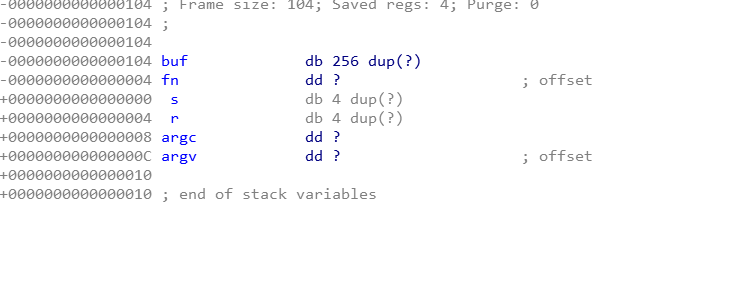 -0000000000000104 ; Frame size: 104; Saved regs: 4; Purge: 0
-0000000000000104 ;
-0000000000000104
-0000000000000104 buf             db 256 dup(?)
-0000000000000004 fn              dd ?                    ; offset
+0000000000000000  s              db 4 dup(?)
+0000000000000004  r              db 4 dup(?)
+0000000000000008 argc            dd ?
+000000000000000C argv            dd ?                    ; offset
+0000000000000010
+0000000000000010 ; end of stack variables